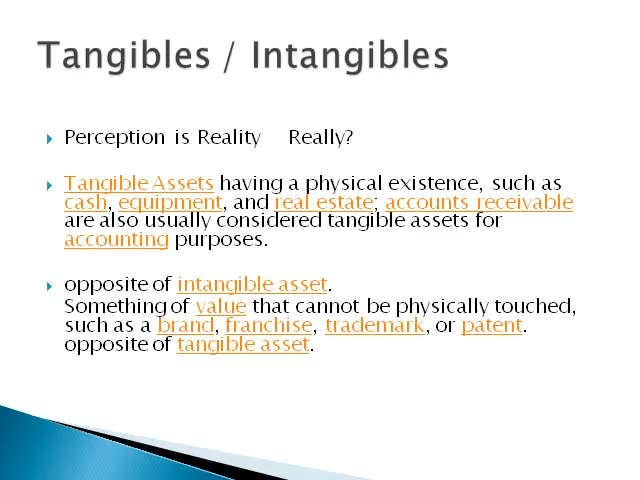 Tangibles / Intangibles
Perception is Reality Really?
Tangible Assets having a physical existence, such as
cash, equipment, and real estate; accounts receivable
are also usually considered tangible assets for
accounting purposes.
opposite of intangible asset.
Something of value that cannot be physically touched,
such as a brand, franchise, trademark, or patent.
opposite of tangible asset.